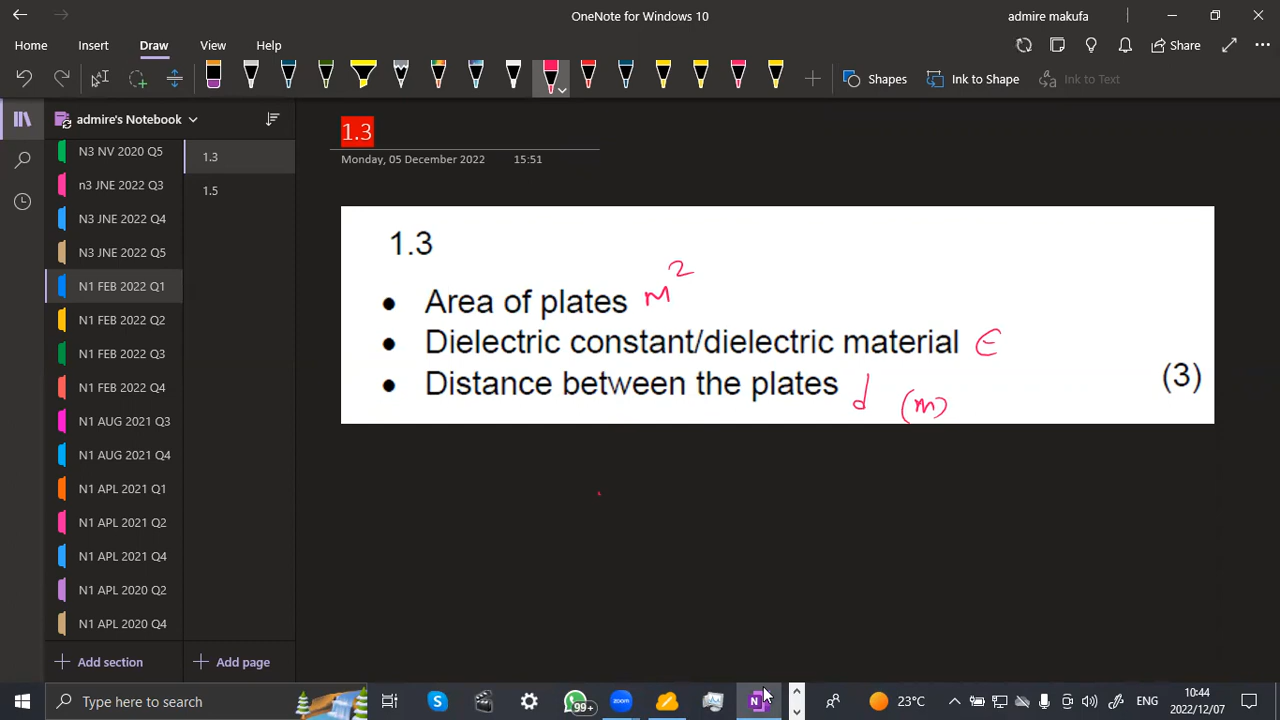 OneNote for Windows 10
admire makufa
Home Insert Draw View Help
Share
Shapes
Ink to Shape
Ink to Text
admire's Notebook
N3 NV 2020 Q5
n3 JNE 2022 Q3
N3 JNE 2022 Q4
N3 JNE 2022 Q5
N1 FEB 2022 Q1
N1 FEB 2022 Q2
N1 FEB 2022 Q3
N1 FEB 2022 Q4
N1 AUG 2021 Q3
N1 AUG 2021 Q4
N1 APL 2021 Q1
N1 APL 2021 Q2
N1 APL 2021 Q4
N1 APL 2020 Q2
N1 APL 2020 Q4
Add section
1.3
1.5
Add page
1.3
Monday, 05 December 2022 15:51
1.3
• Area of plates m²
• Dielectric constant/dielectric material ∈
• Distance between the plates d (m)
(3)
Type here to search
99+
zoom
N
23°C
ENG
10:44
2022/12/07